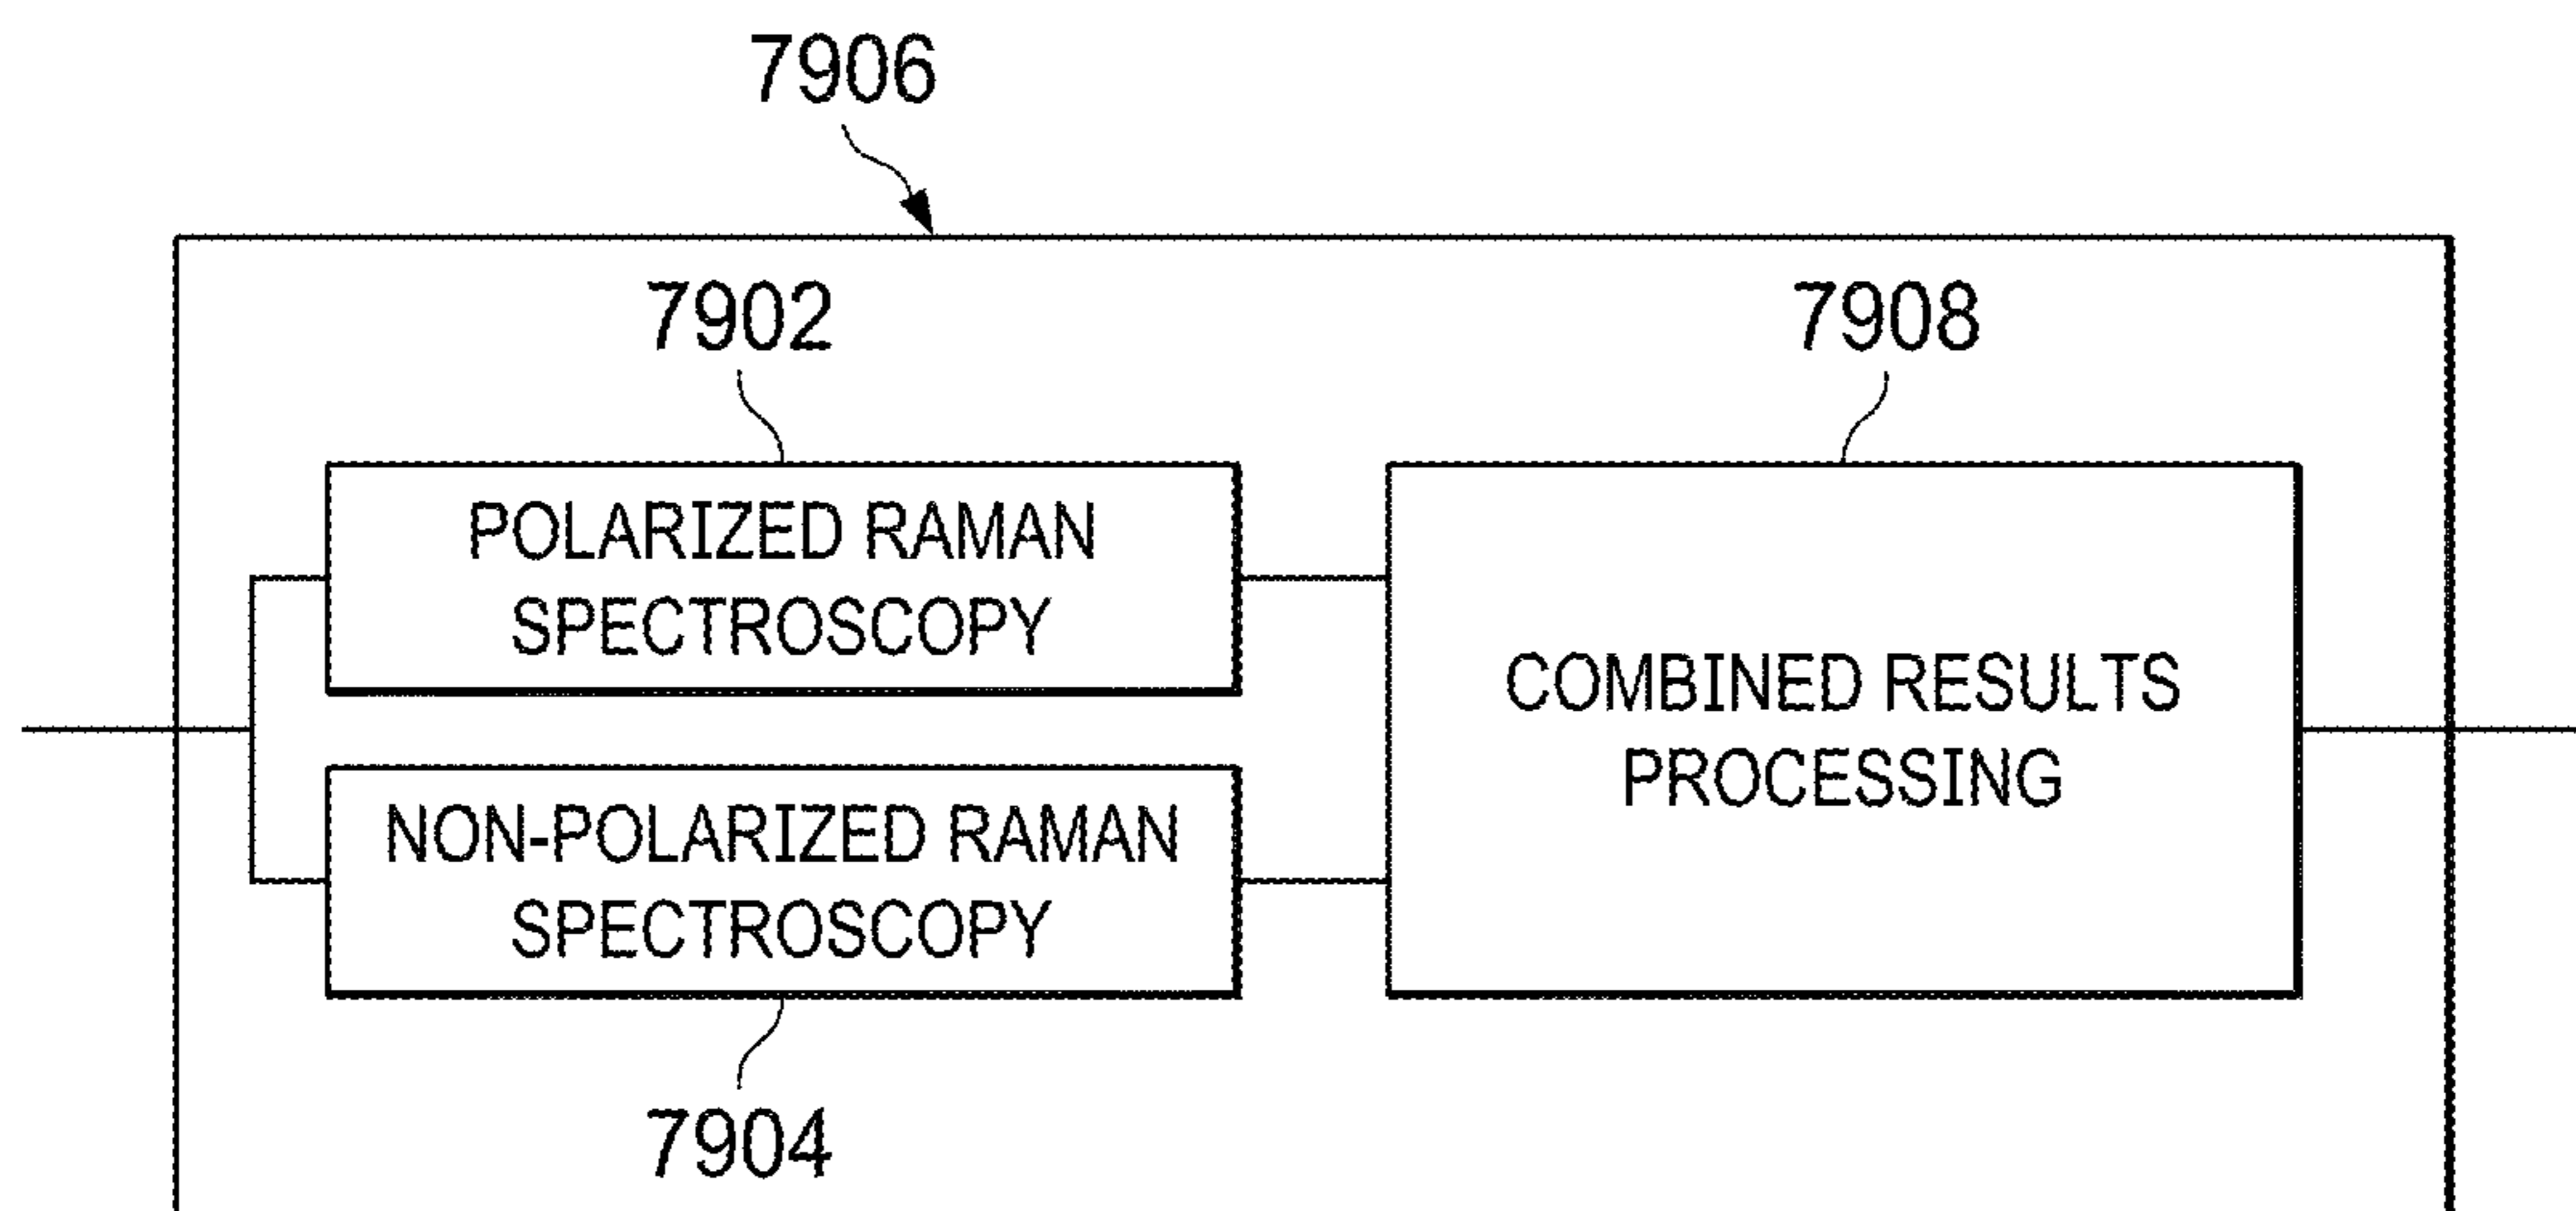 7906
7902
7908
POLARIZED RAMAN
SPECTROSCOPY
COMBINED RESULTS
PROCESSING
NON-POLARIZED RAMAN
SPECTROSCOPY
7904